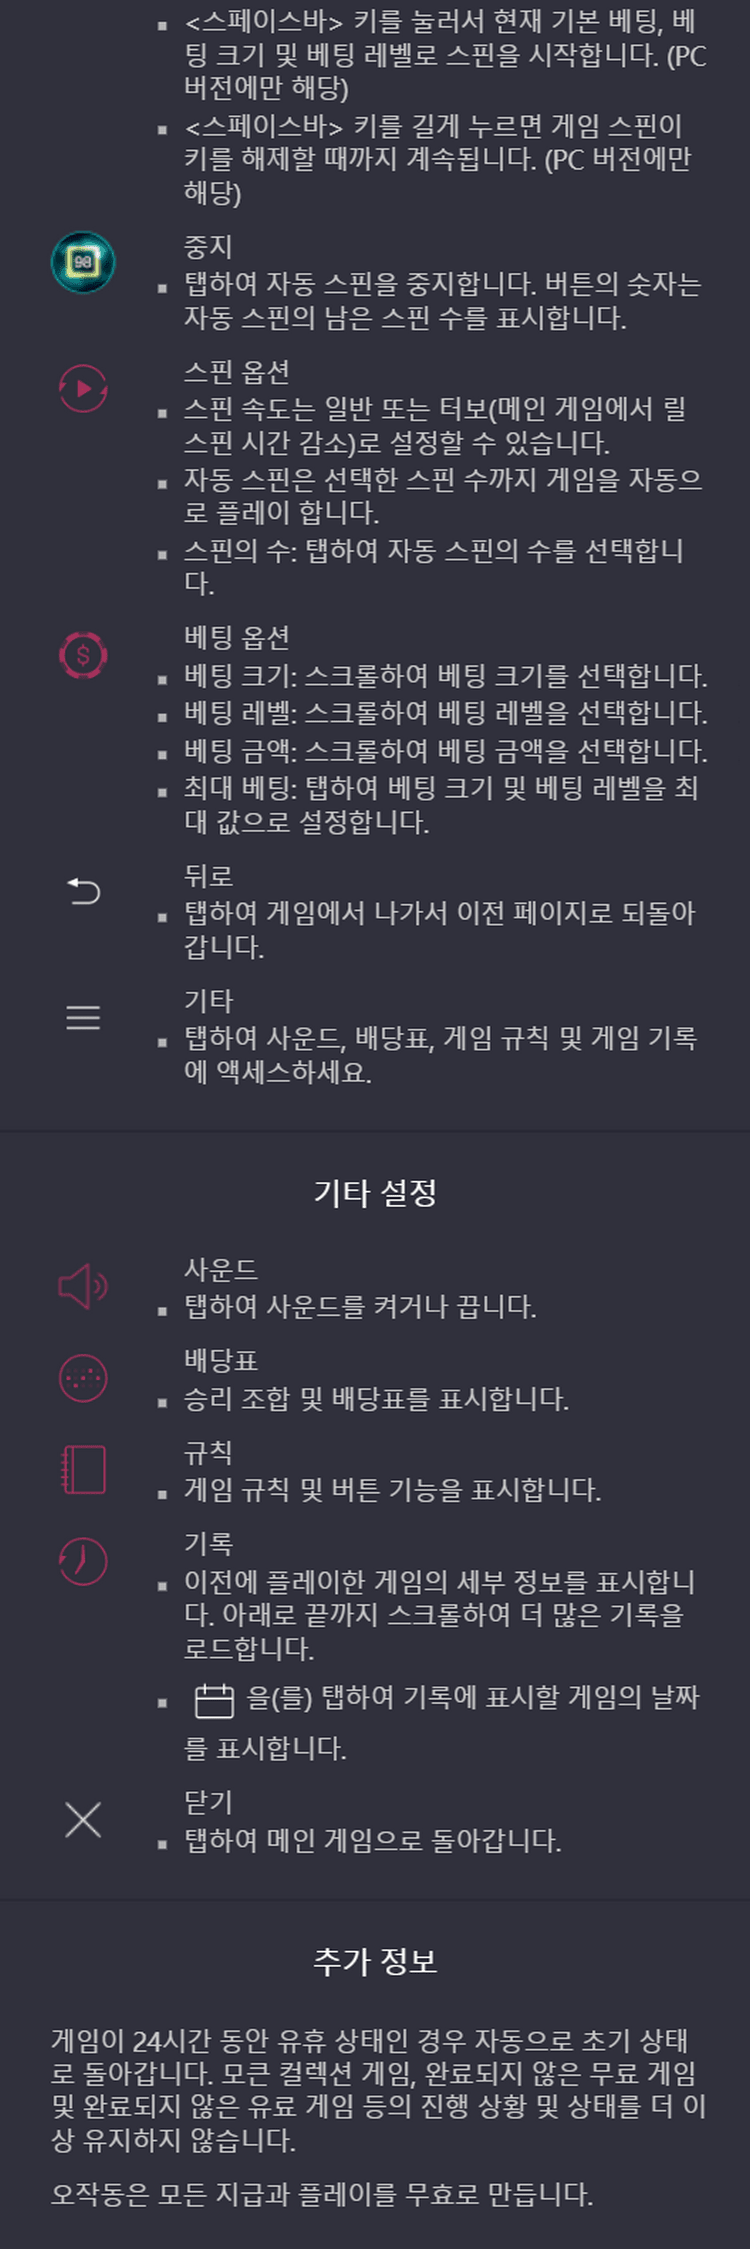 <스페이스바> 키를 눌러서 현재 기본 베팅, 베
팅 크기 및 베팅 레벨로 스핀을 시작합니다. (PC
버전에만 해당)
<스페이스바> 키를 길게 누르면 게임 스핀이
키를 해제할 때까지 계속됩니다. (PC 버전에만
해당)
98
중지
탭하여 자동 스핀을 중지합니다. 버튼의 숫자는
자동 스핀의 남은 스핀 수를 표시합니다.
스핀 옵션
스핀 속도는 일반 또는 터보(메인 게임에서 릴
스핀 시간 감소)로 설정할 수 있습니다.
자동 스핀은 선택한 스핀 수까지 게임을 자동으
로 플레이 합니다.
스핀의 수: 탭하여 자동 스핀의 수를 선택합니
다.
$
베팅 옵션
베팅 크기: 스크롤하여 베팅 크기를 선택합니다.
베팅 레벨: 스크롤하여 베팅 레벨을 선택합니다.
베팅 금액: 스크롤하여 베팅 금액을 선택합니다.
최대 베팅: 탭하여 베팅 크기 및 베팅 레벨을 최
대 값으로 설정합니다.
뒤로
탭하여 게임에서 나가서 이전 페이지로 되돌아
갑니다.
기타
탭하여 사운드, 배당표, 게임 규칙 및 게임 기록
에 액세스하세요.
기타 설정
사운드
탭하여 사운드를 켜거나 끕니다.
배당표
승리 조합 및 배당표를 표시합니다.
규칙
게임 규칙 및 버튼 기능을 표시합니다.
기록
이전에 플레이한 게임의 세부 정보를 표시합니
다. 아래로 끝까지 스크롤하여 더 많은 기록을
로드합니다.
을(를) 탭하여 기록에 표시할 게임의 날짜
를 표시합니다.
닫기
탭하여 메인 게임으로 돌아갑니다.
추가 정보
게임이 24시간 동안 유휴 상태인 경우 자동으로 초기 상태
로 돌아갑니다. 모큰 컬렉션 게임, 완료되지 않은 무료 게임
및 완료되지 않은 유료 게임 등의 진행 상황 및 상태를 더 이
상 유지하지 않습니다.
오작동은 모든 지급과 플레이를 무효로 만듭니다.